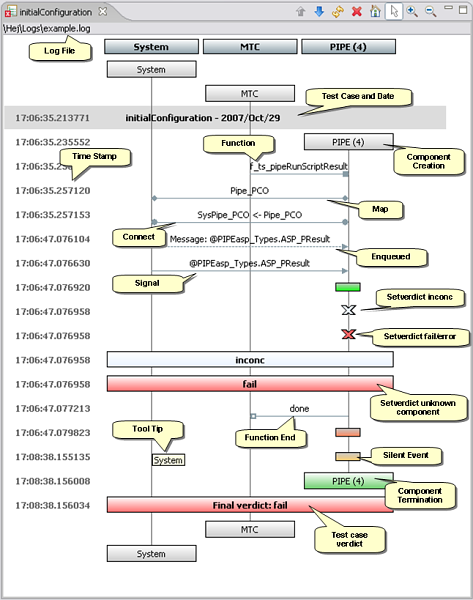 initialConfiguration
\Hej\Logs\example.log
Log File
System
MTC
PIPE (4)
System
MTC
Test Case and Date
17:06:35.213771
initialConfiguration - 2007/Oct/29
17:06:35.235552
Function
PIPE (4)
Component Creation
Time Stamp
f_ts_pipeRunScriptResult
17:06:35.257120
Pipe_PCO
Map
17:06:35.257153
SysPipe_PCO <- Pipe_PCO
Connect
17:06:47.076104
Message: @PIPEasp_Types.ASP_PResult
Enqueued
17:06:47.076630
@PIPEasp_Types.ASP_PResult
Signal
17:06:47.076920
Setverdict inconc
17:06:47.076958
17:06:47.076958
Setverdict fail/error
17:06:47.076958
inconc
17:06:47.076958
fail
Setverdict unknown component
17:06:47.077213
done
Function End
17:06:47.079823
Tool Tip
17:08:38.155135
System
Silent Event
17:08:38.156008
PIPE (4)
Component Termination
17:08:38.156034
Final verdict: fail
MTC
Test case verdict
System